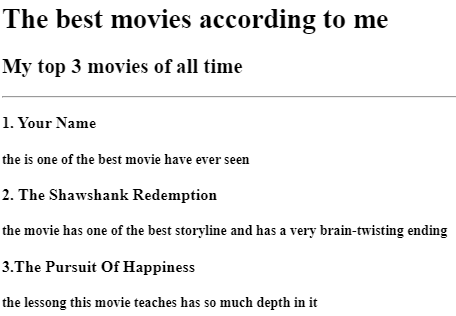 The best movies according to me
My top 3 movies of all time
1. Your Name
the is one of the best movie have ever seen
2. The Shawshank Redemption
the movie has one of the best storyline and has a very brain-twisting ending
3.The Pursuit Of Happiness
the lessong this movie teaches has so much depth in it